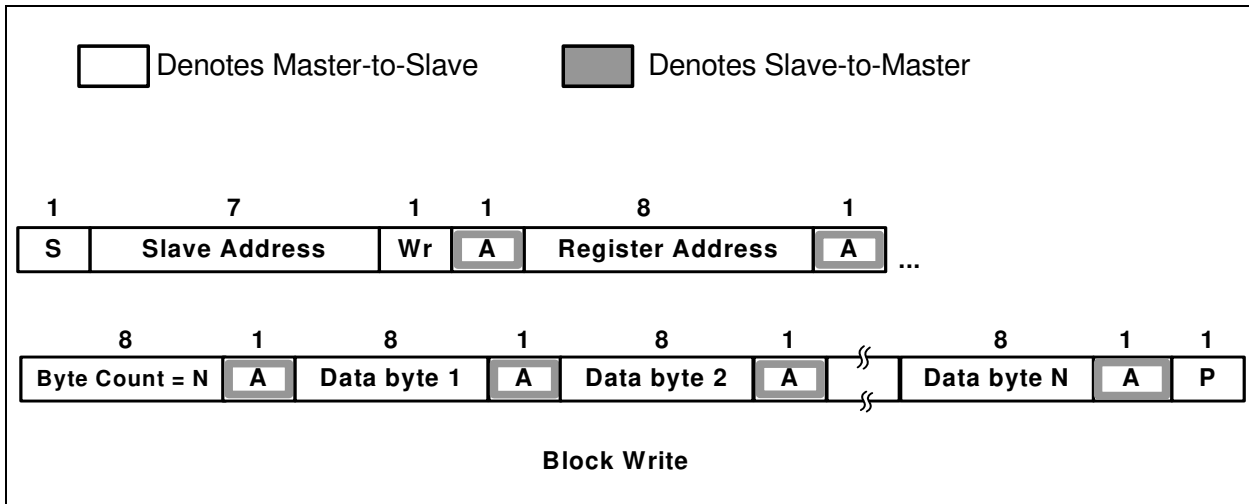 Denotes Master-to-Slave Denotes Slave-to-Master
1 7 1 1 8 1
S Slave Address Wr A Register Address A ...
8 1 8 1 8 1 8 1 1
Byte Count = N A Data byte 1 A Data byte 2 A Data byte N A P
Block Write